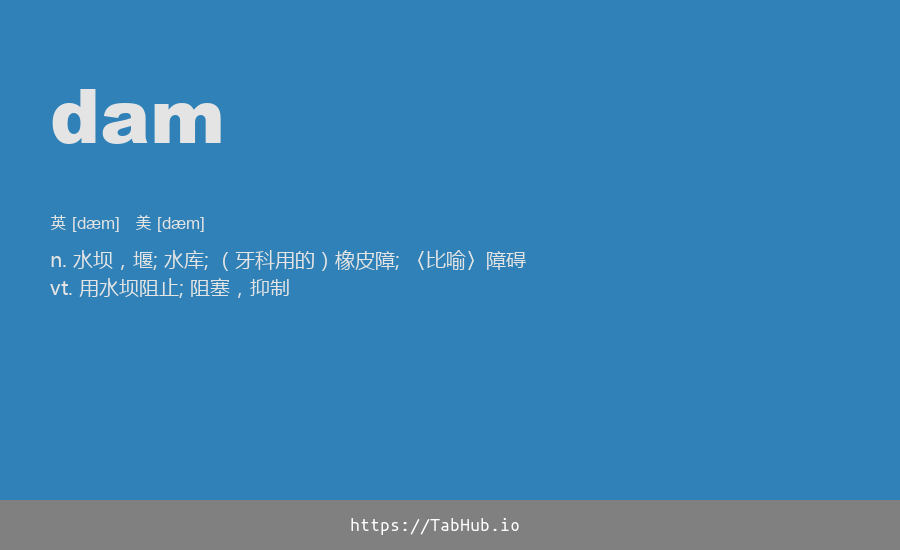 dam
英 [dæm] 美 [dæm]
n. 水坝，堰; 水库; （牙科用的）橡皮障; 〈比喻〉障碍
vt. 用水坝阻止; 阻塞，抑制
https://TabHub.io